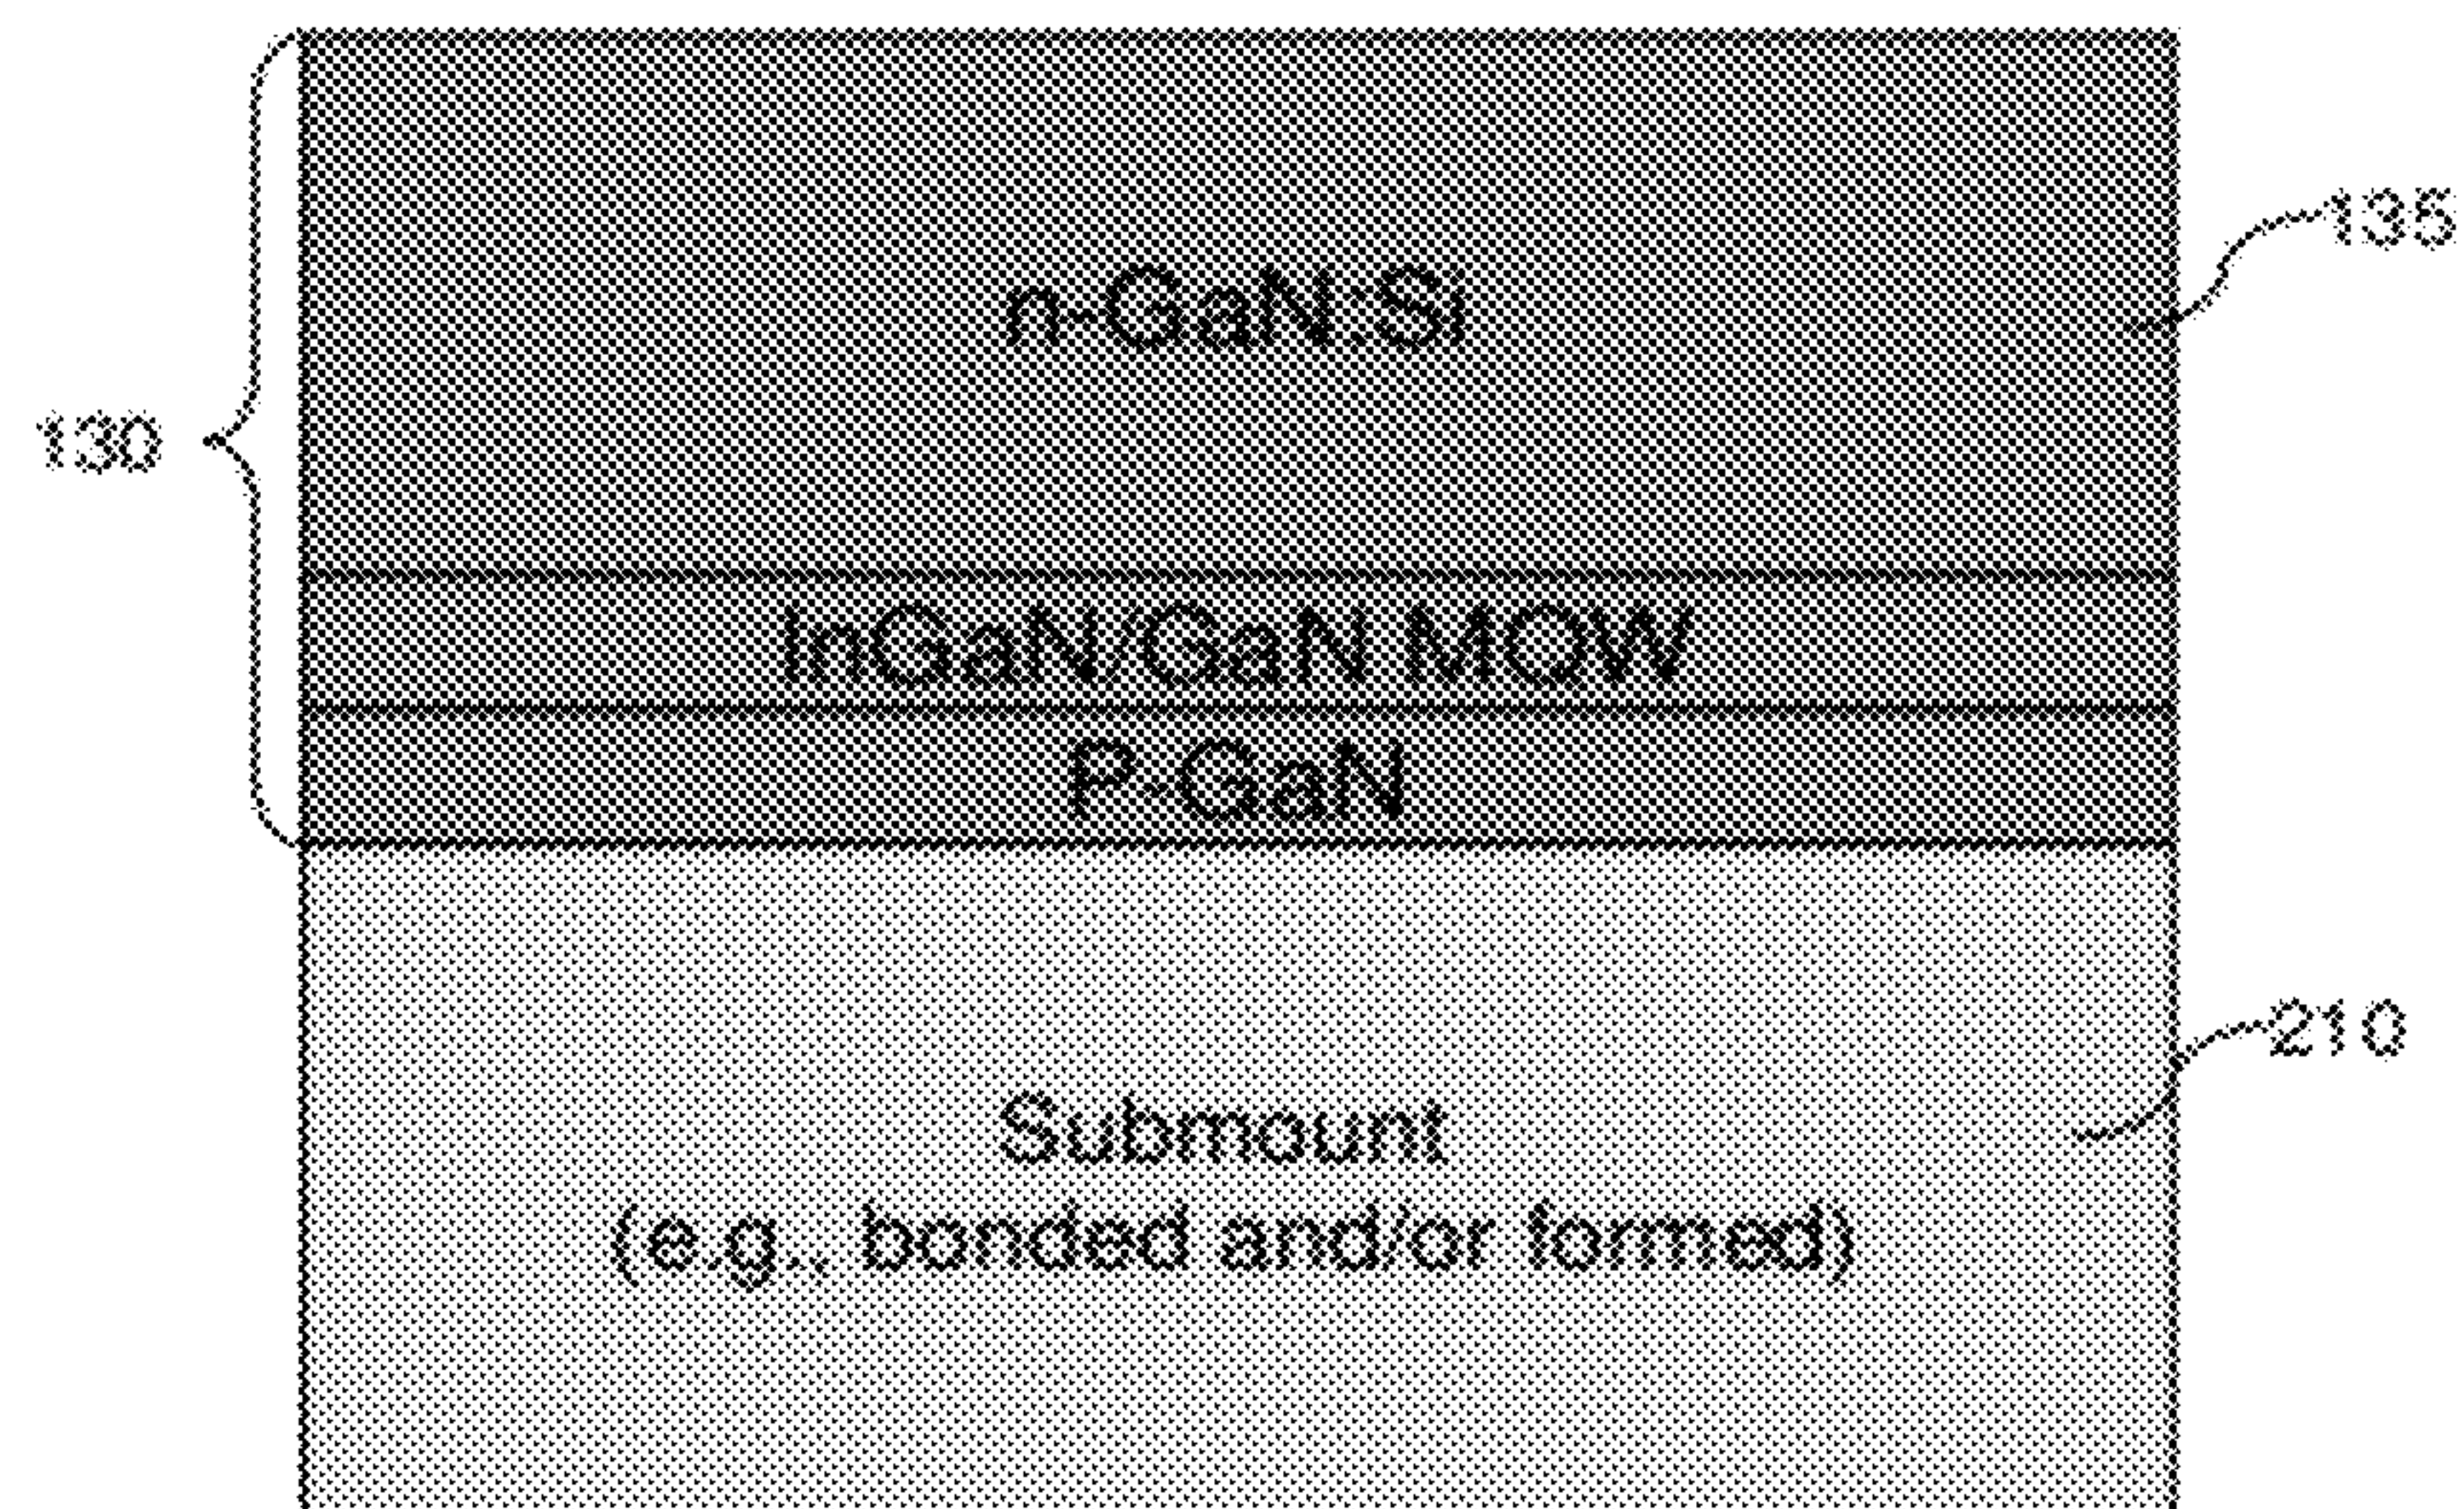 n-GaN:Si
135
130
InGaN/GaN MQW
P-GaN
210
Submount
(e.g., bonded and/or formed)